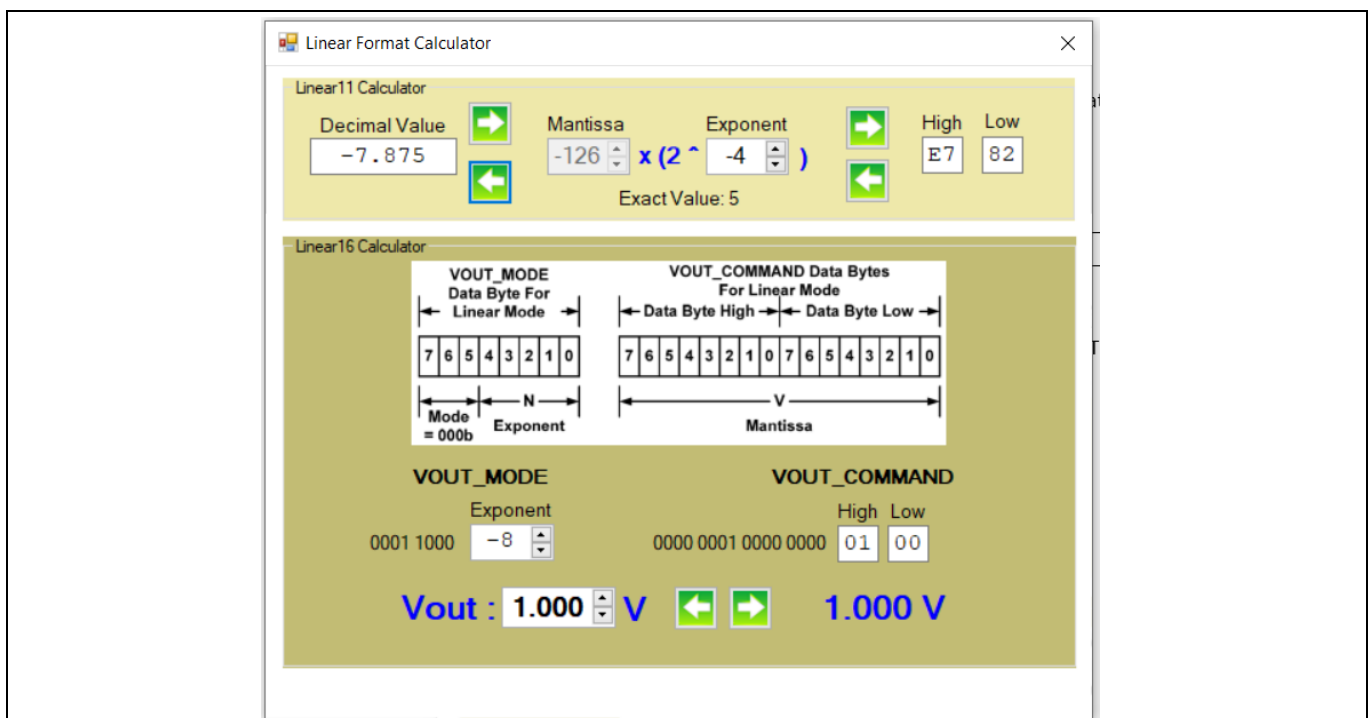 Linear Format Calculator
Linear11 Calculator
Decimal Value Mantissa Exponent High Low
-7.875 -126 x (2 ^ -4 ) E7 82
Exact Value: 5
Linear16 Calculator
VOUT_MODE
Data Byte For
Linear Mode
VOUT_COMMAND Data Bytes
For Linear Mode
Data Byte High Data Byte Low
7 6 5 4 3 2 1 0 7 6 5 4 3 2 1 0 7 6 5 4 3 2 1 0
N V
Mode
= 000b
Exponent Mantissa
VOUT_MODE VOUT_COMMAND
Exponent High Low
0001 1000 -8 0000 0001 0000 0000 01 00
Vout : 1.000 V 1.000 V